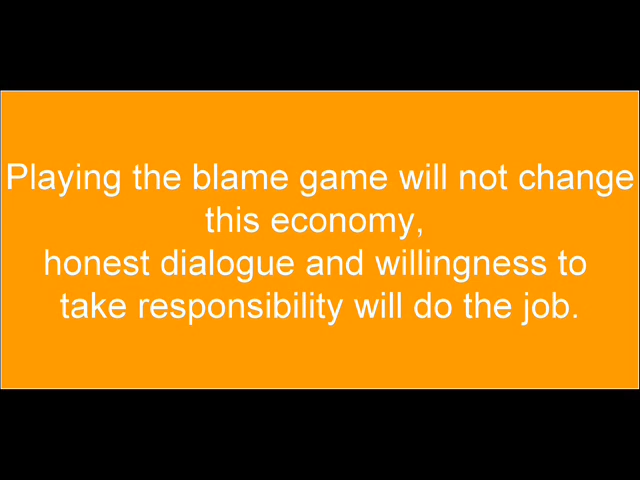 Playing the blame game will not change
this economy,
honest dialogue and willingness to
take responsibility will do the job.